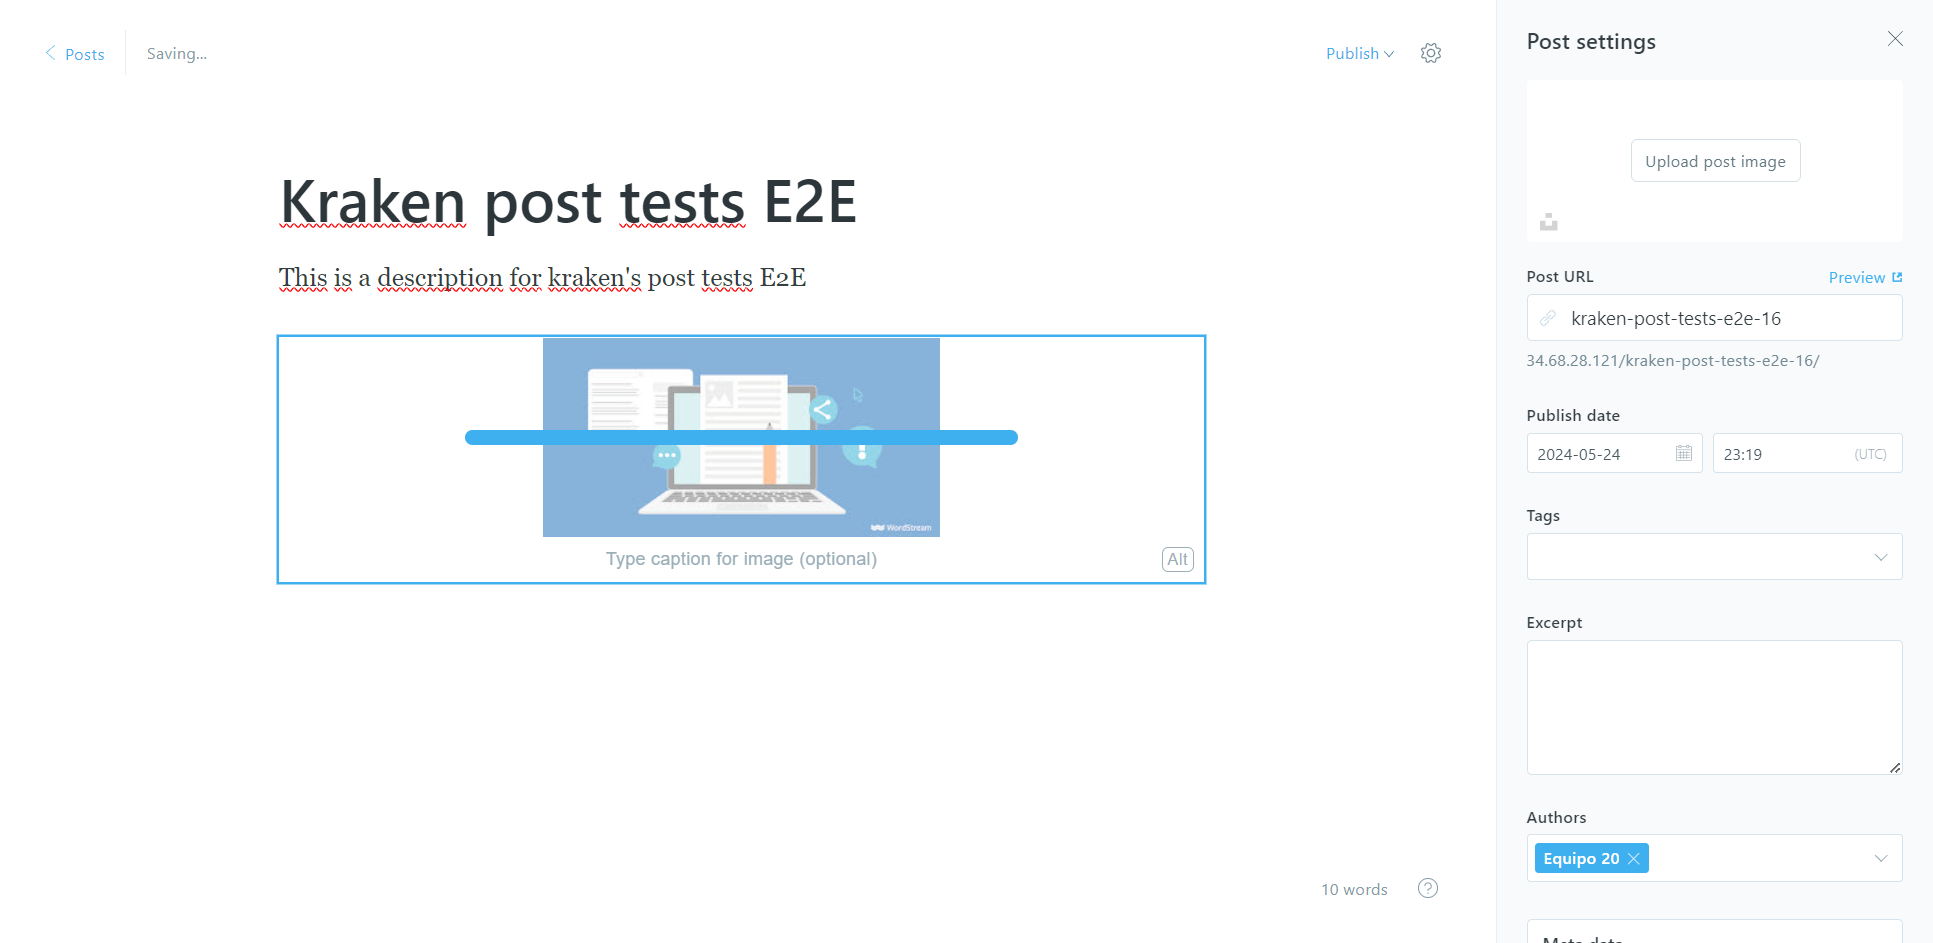 Posts
Saving...
Publish
Kraken post tests E2E
This is a description for kraken's post tests E2E
WordStream
Type caption for image (optional)
Alt
10 words
?
Post settings
Upload post image
Post URL
Preview
kraken-post-tests-e2e-16
34.68.28.121/kraken-post-tests-e2e-16/
Publish date
2024-05-24
23:19
(UTC)
Tags
Excerpt
Authors
Equipo 20
Meta data